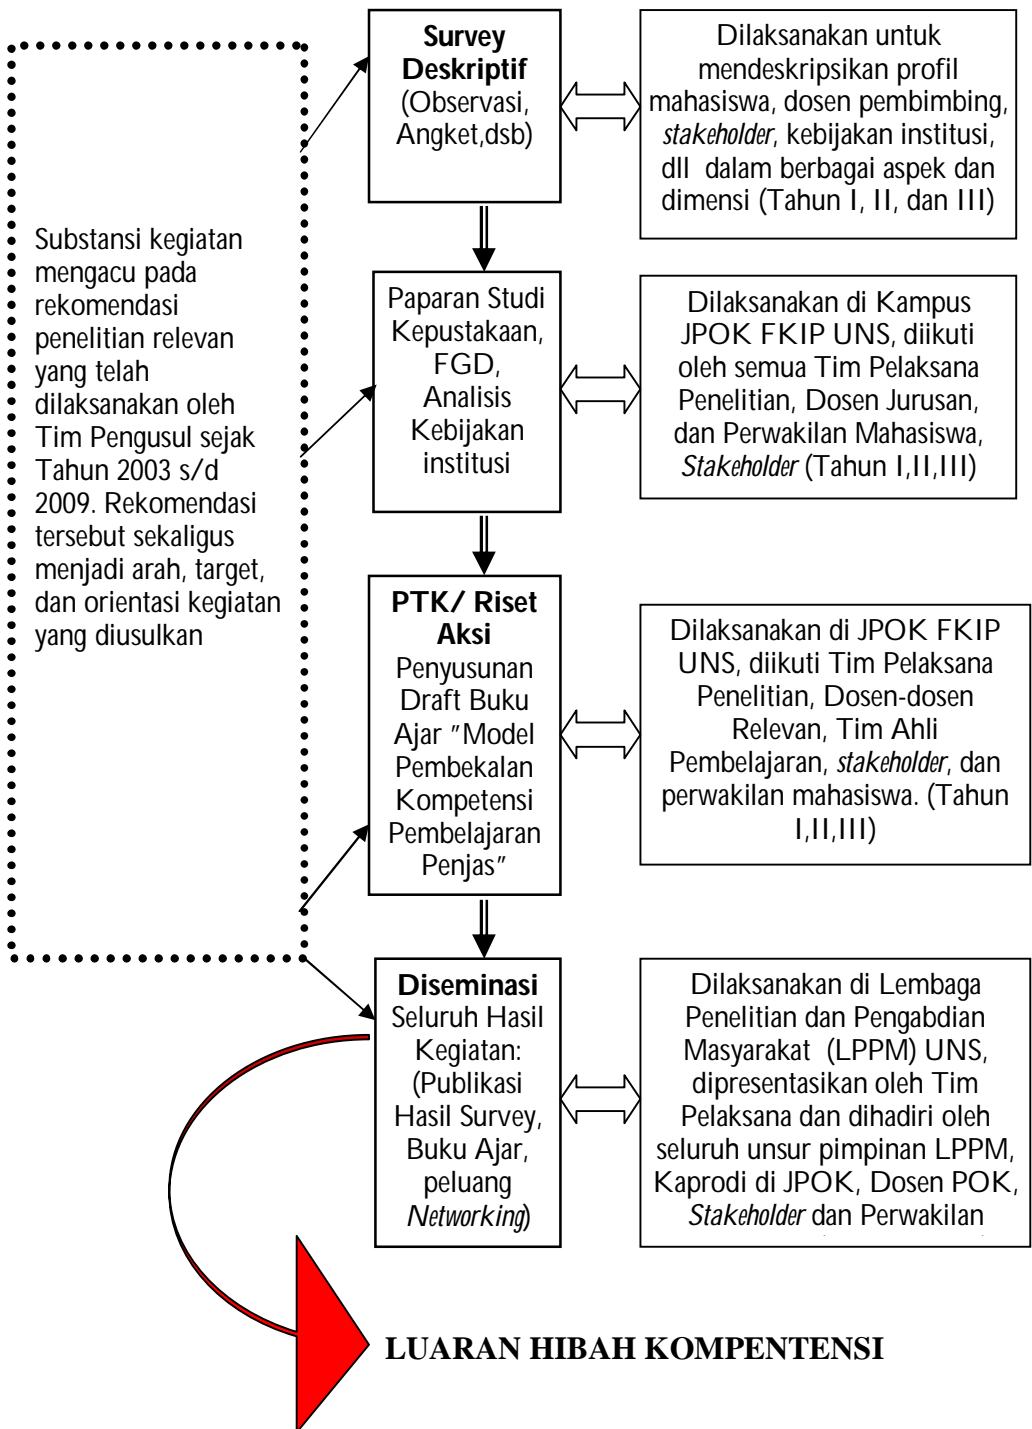 Substansi kegiatan
mengacu pada
rekomendasi
penelitian relevan
yang telah
dilaksanakan oleh
Tim Pengusul sejak
Tahun 2003 s/d
2009. Rekomendasi
tersebut sekaligus
menjadi arah, target,
dan orientasi kegiatan
yang diusulkan
Survey
Deskriptif
(Observasi,
Angket,dsb)
Dilaksanakan untuk
mendeskripsikan profil
mahasiswa, dosen pembimbing,
stakeholder, kebijakan institusi,
dll dalam berbagai aspek dan
dimensi (Tahun I, II, dan III)
Paparan Studi
Kepustakaan,
FGD,
Analisis
Kebijakan
institusi
Dilaksanakan di Kampus
JPOK FKIP UNS, diikuti
oleh semua Tim Pelaksana
Penelitian, Dosen Jurusan,
dan Perwakilan Mahasiswa,
Stakeholder (Tahun I,II,III)
PTK/ Riset
Aksi
Penyusunan
Draft Buku
Ajar "Model
Pembekalan
Kompetensi
Pembelajaran
Penjas"
Dilaksanakan di JPOK FKIP
UNS, diikuti Tim Pelaksana
Penelitian, Dosen-dosen
Relevan, Tim Ahli
Pembelajaran, stakeholder, dan
perwakilan mahasiswa. (Tahun
I,II,III)
Diseminasi
Seluruh Hasil
Kegiatan:
(Publikasi
Hasil Survey,
Buku Ajar,
peluang
Networking)
Dilaksanakan di Lembaga
Penelitian dan Pengabdian
Masyarakat (LPPM) UNS,
dipresentasikan oleh Tim
Pelaksana dan dihadiri oleh
seluruh unsur pimpinan LPPM,
Kaprodi di JPOK, Dosen POK,
Stakeholder dan Perwakilan
LUARAN HIBAH KOMPENTENSI